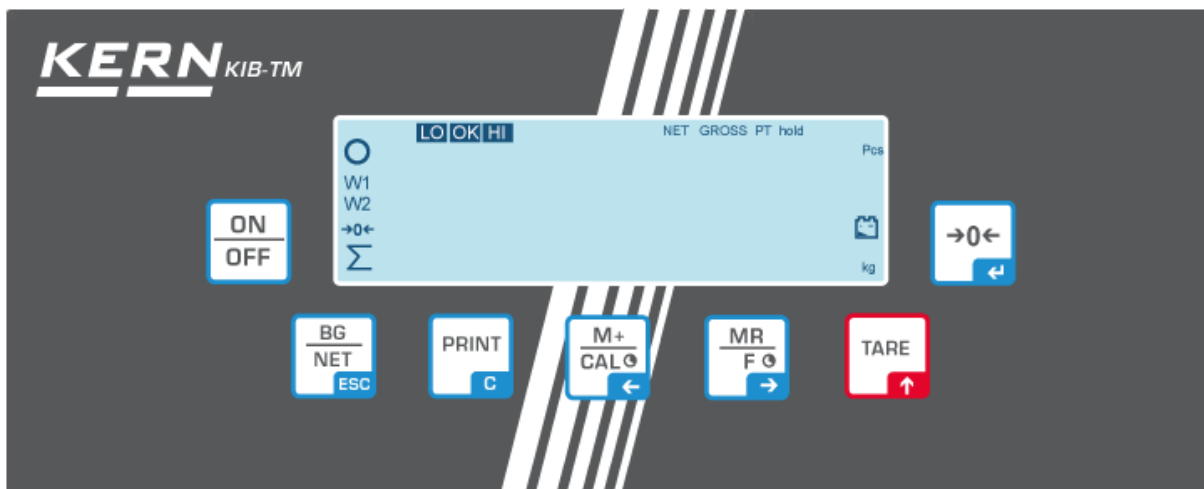 KERN KIB-TM
LO OK HI NET GROSS PT hold
Pcs
W1
W2
→0←
Σ
kg
ON
OFF
→0←
BG
NET
ESC
PRINT
C
M+
CAL
MR
F
TARE